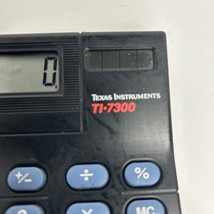 0.
TEXAS INSTRUMENTS
TI-7300
+/- ÷ %
× MC